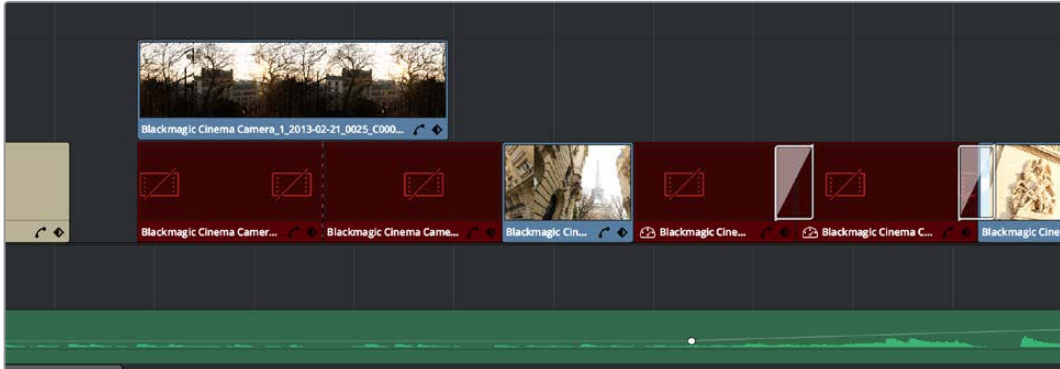 Blackmagic Cinema Camera_1_2013-02-21_0025_C000...
Blackmagic Cinema Camer...
Blackmagic Cinema Came...
Blackmagic Cin...
Blackmagic Cine...
Blackmagic Cinema C...
Blackmagic Cine